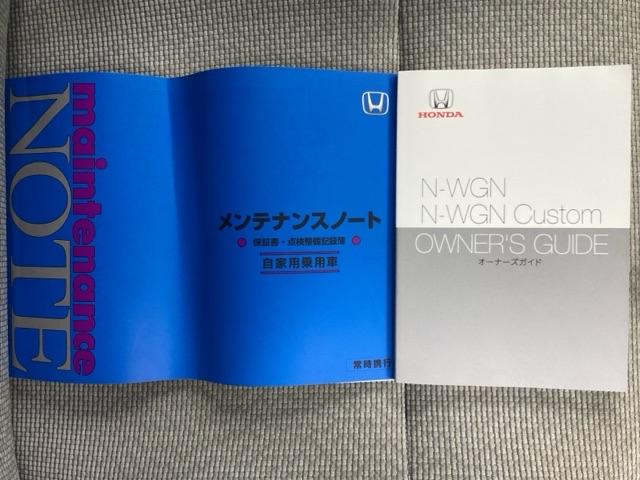 maintenance
NOTE
メンテナンスノート
保証書・点検整備記録簿
自家用乗用車
常時携行
HONDA
N-WGN
N-WGN Custom
OWNER'S GUIDE
オーナーズガイド